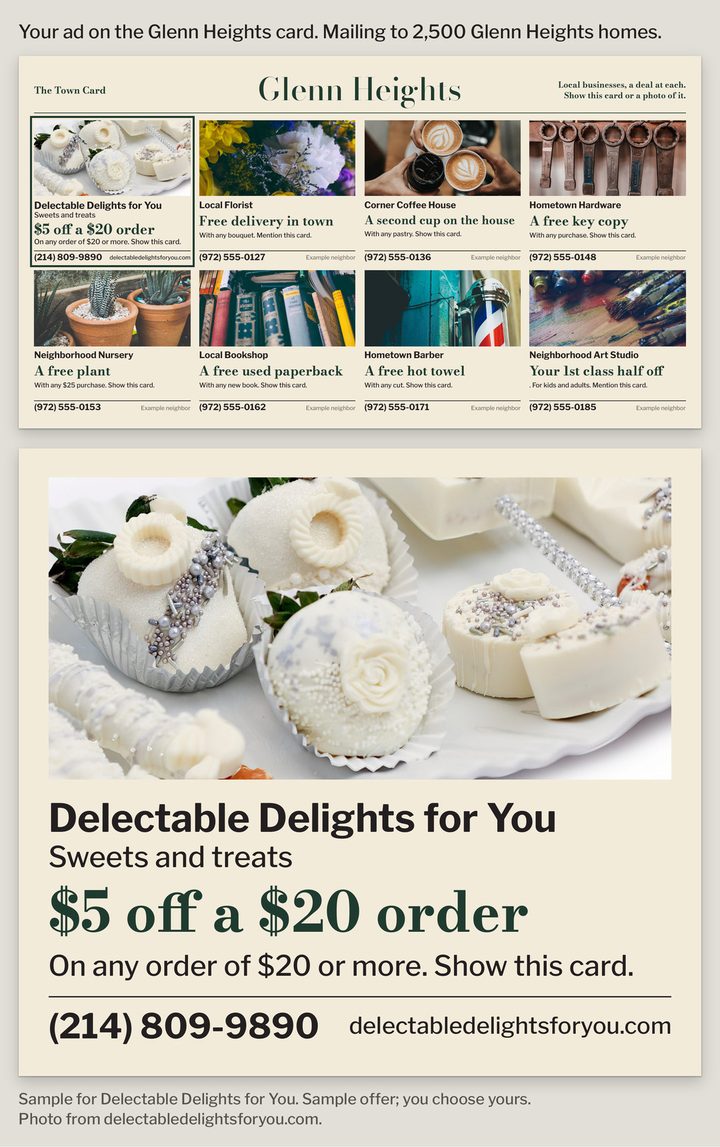 Your ad on the Glenn Heights card. Mailing to 2,500 Glenn Heights homes.
The Town Card
Glenn Heights
Local businesses, a deal at each.
Show this card or a photo of it.
Delectable Delights for You
Sweets and treats
$5 off a $20 order
On any order of $20 or more. Show this card.
(214) 809-9890 delectabledelightsforyou.com
Local Florist
Free delivery in town
With any bouquet. Mention this card.
(972) 555-0127 Example neighbor
Corner Coffee House
A second cup on the house
With any pastry. Show this card.
(972) 555-0136 Example neighbor
Hometown Hardware
A free key copy
With any purchase. Show this card.
(972) 555-0148 Example neighbor
Neighborhood Nursery
A free plant
With any $25 purchase. Show this card.
(972) 555-0153 Example neighbor
Local Bookshop
A free used paperback
With any new book. Show this card.
(972) 555-0162 Example neighbor
Hometown Barber
A free hot towel
With any cut. Show this card.
(972) 555-0171 Example neighbor
Neighborhood Art Studio
Your 1st class half off
. For kids and adults. Mention this card.
(972) 555-0185 Example neighbor
Delectable Delights for You
Sweets and treats
$5 off a $20 order
On any order of $20 or more. Show this card.
(214) 809-9890 delectabledelightsforyou.com
Sample for Delectable Delights for You. Sample offer; you choose yours.
Photo from delectabledelightsforyou.com.